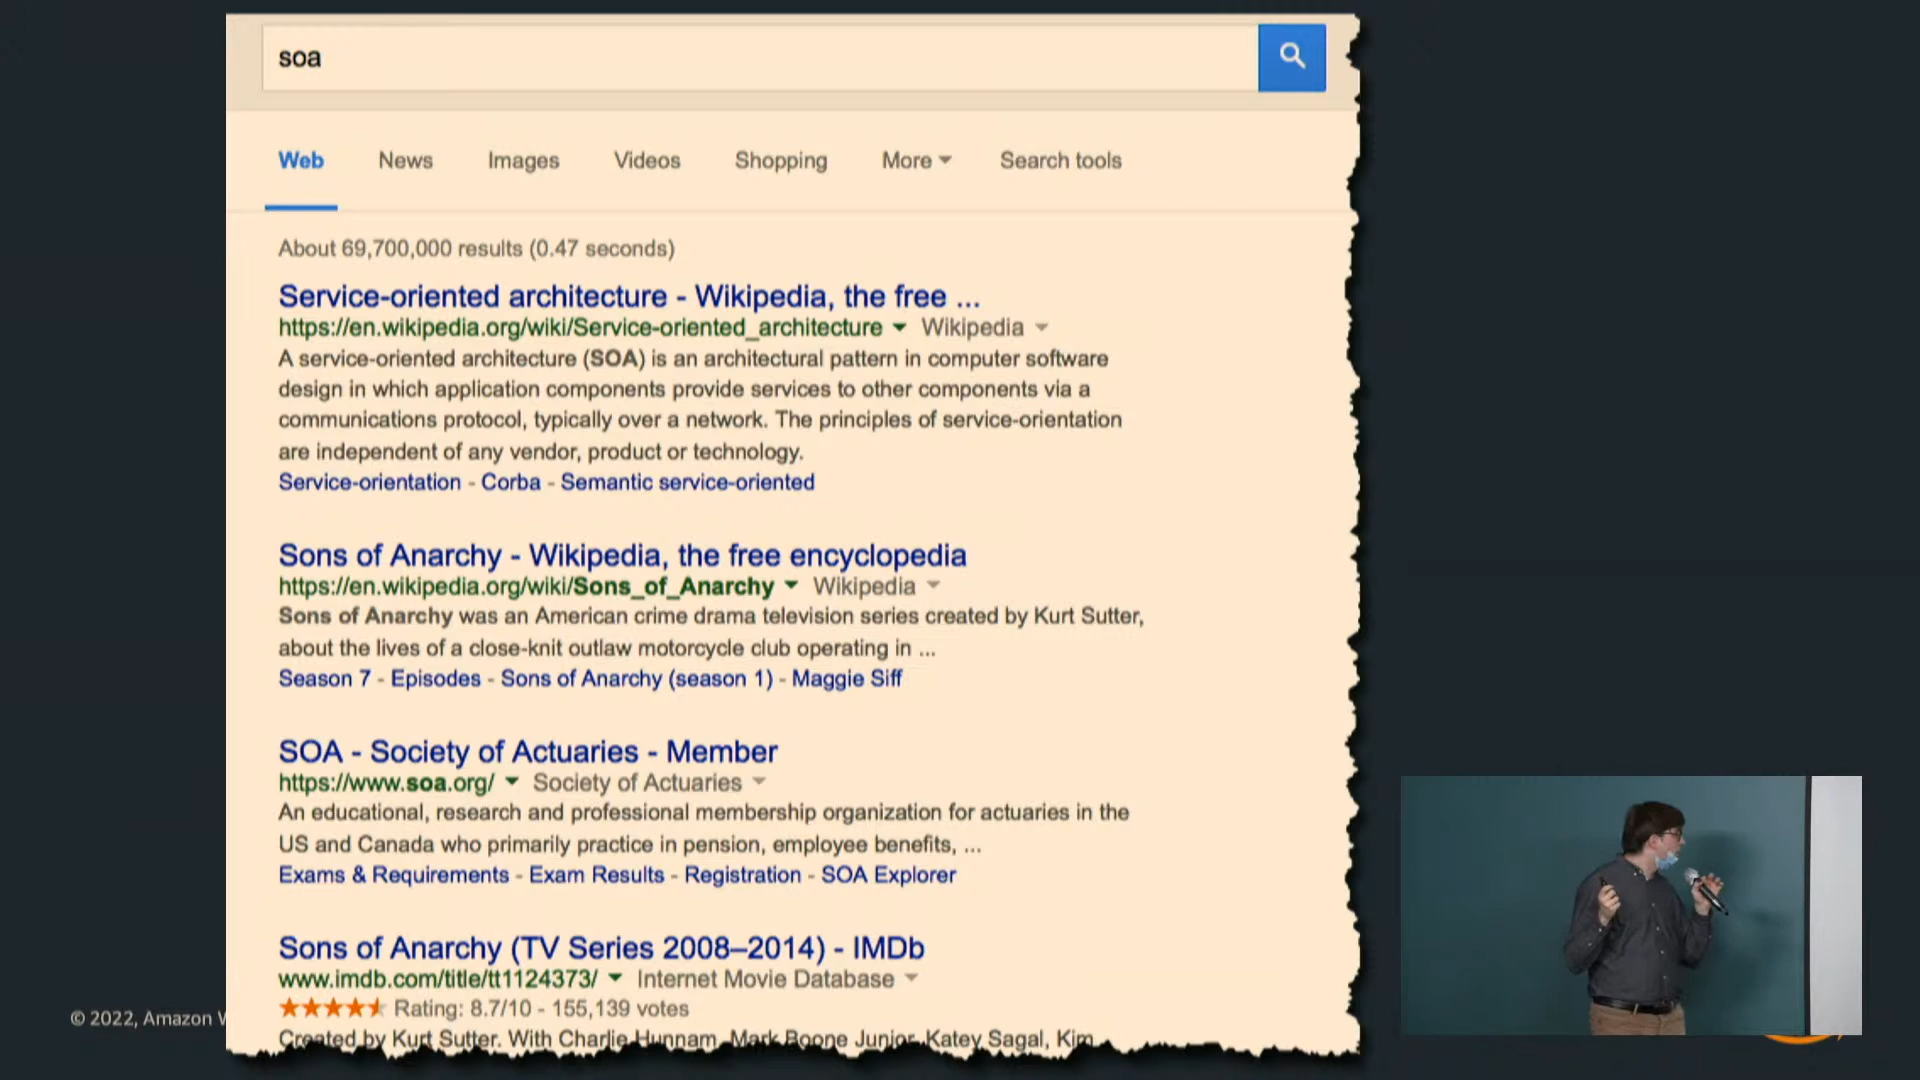 soa
Web News Images Videos Shopping More Search tools
About 69,700,000 results (0.47 seconds)
Service-oriented architecture - Wikipedia, the free ...
https://en.wikipedia.org/wiki/Service-oriented_architecture Wikipedia
A service-oriented architecture (SOA) is an architectural pattern in computer software
design in which application components provide services to other components via a
communications protocol, typically over a network. The principles of service-orientation
are independent of any vendor, product or technology.
Service-orientation - Corba - Semantic service-oriented
Sons of Anarchy - Wikipedia, the free encyclopedia
https://en.wikipedia.org/wiki/Sons_of_Anarchy Wikipedia
Sons of Anarchy was an American crime drama television series created by Kurt Sutter,
about the lives of a close-knit outlaw motorcycle club operating in ...
Season 7 - Episodes - Sons of Anarchy (season 1) - Maggie Siff
SOA - Society of Actuaries - Member
https://www.soa.org/ Society of Actuaries
An educational, research and professional membership organization for actuaries in the
US and Canada who primarily practice in pension, employee benefits, ...
Exams & Requirements - Exam Results - Registration - SOA Explorer
Sons of Anarchy (TV Series 2008–2014) - IMDb
www.imdb.com/title/tt1124373/ Internet Movie Database
Rating: 8.7/10 - 155,139 votes
Created by Kurt Sutter. With Charlie Hunnam, Mark Boone Junior, Katey Sagal, Kim
© 2022, Amazon